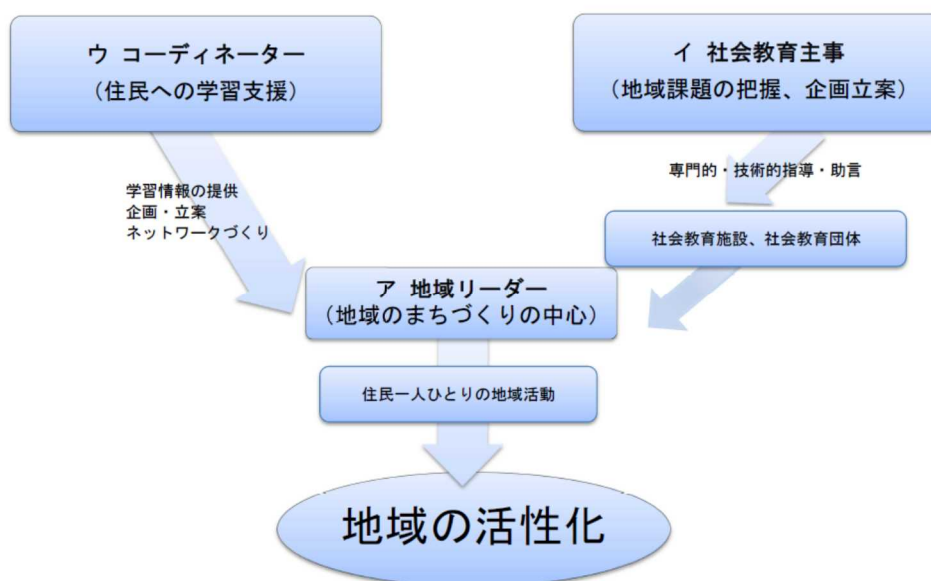 ウ コーディネーター
（住民への学習支援）
イ 社会教育主事
（地域課題の把握、企画立案）
学習情報の提供
企画・立案
ネットワークづくり
専門的・技術的指導・助言
社会教育施設、社会教育団体
ア 地域リーダー
（地域のまちづくりの中心）
住民一人ひとりの地域活動
地域の活性化